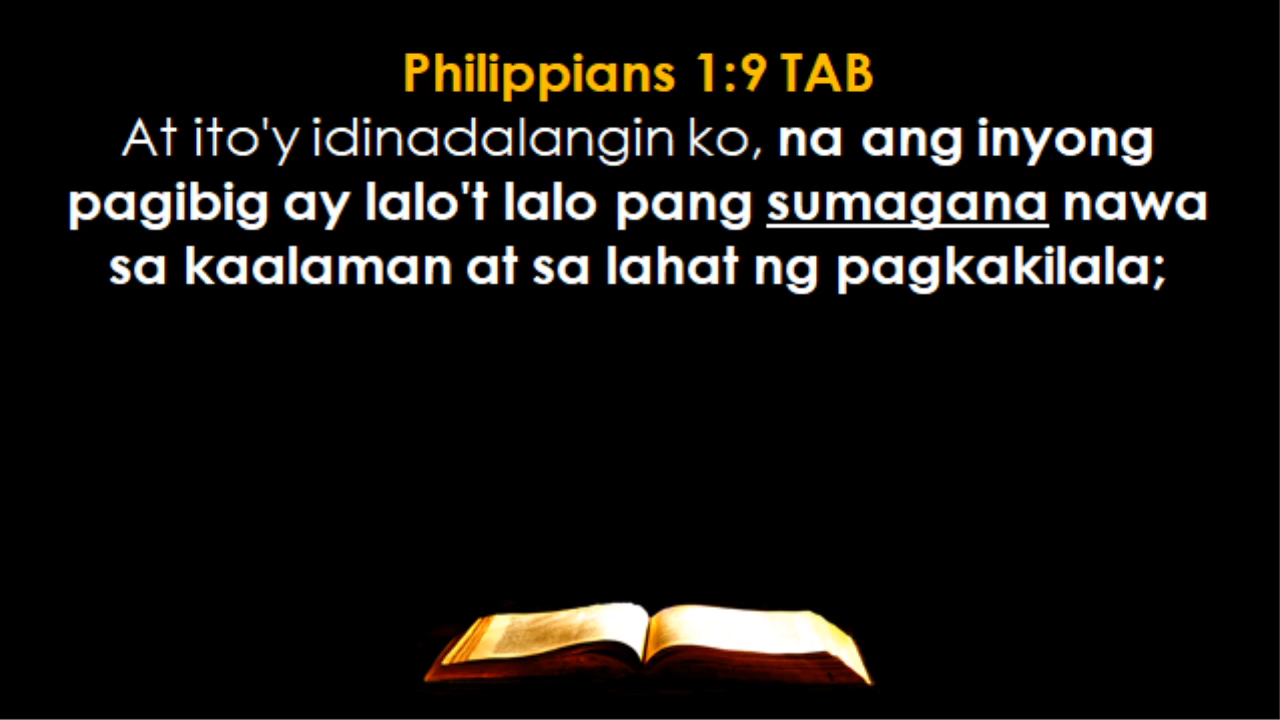 Philippians 1:9 TAB
At ito'y idinadalangin ko, na ang inyong
pagibig ay lalo't lalo pang sumagana nawa
sa kaalaman at sa lahat ng pagkakilala;